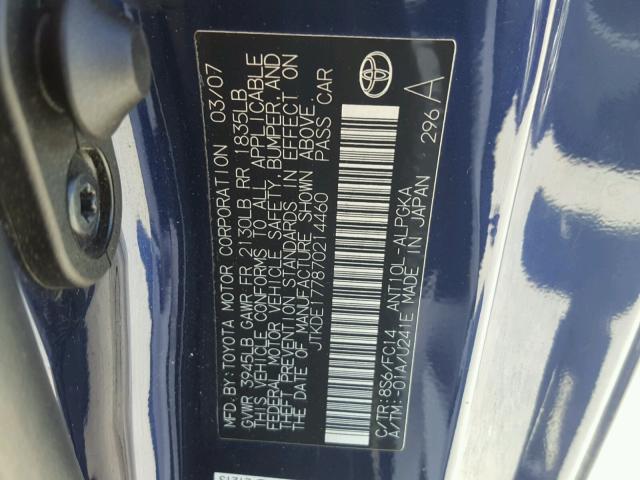 MFD.BY:TOYOTA MOTOR CORPORATION 03/07
GVWR 3945LB GAWR FR 2130LB RR 1835LB
THIS VEHICLE CONFORMS TO ALL APPLICABLE
FEDERAL MOTOR VEHICLE SAFETY,BUMPER,AND
THEFT PREVENTION STANDARDS IN EFFECT ON
THE DATE OF MANUFACTURE SHOWN ABOVE.
JTKDE177870214460 PASS CAR
C/TR:8S6/FC14 ANT10L-ALPGKA
A/TM:-01A/U241E MADE IN JAPAN 296 A